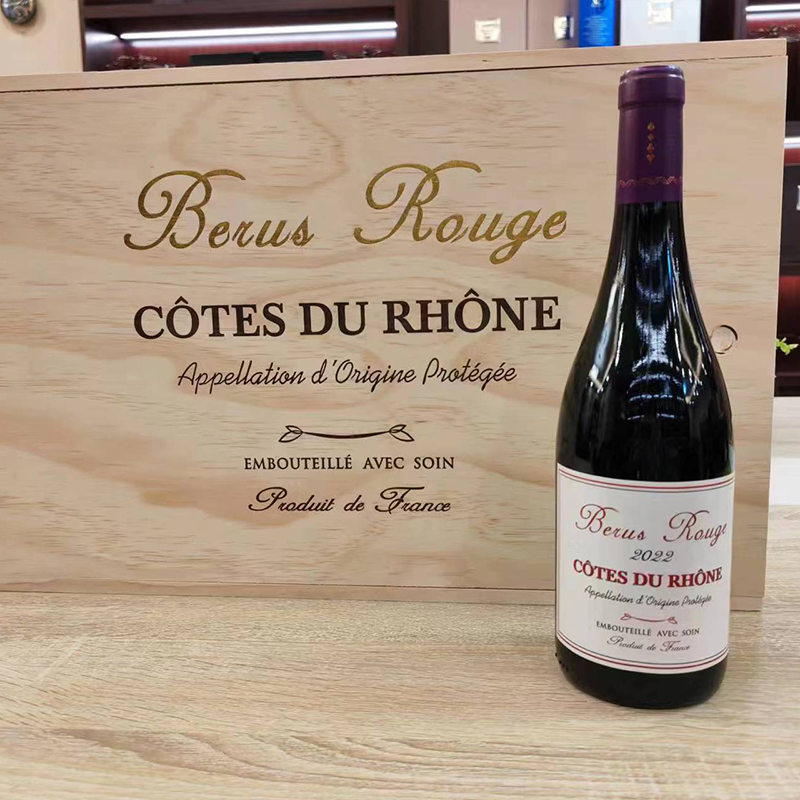 Berus Rouge
CÔTES DU RHÔNE
Appellation d'Origine Protégée
EMBOUTEILLÉ AVEC SOIN
Produit de France
Berus Rouge
2022
CÔTES DU RHÔNE
Appellation d'Origine Protégée
EMBOUTEILLÉ AVEC SOIN
Produit de France